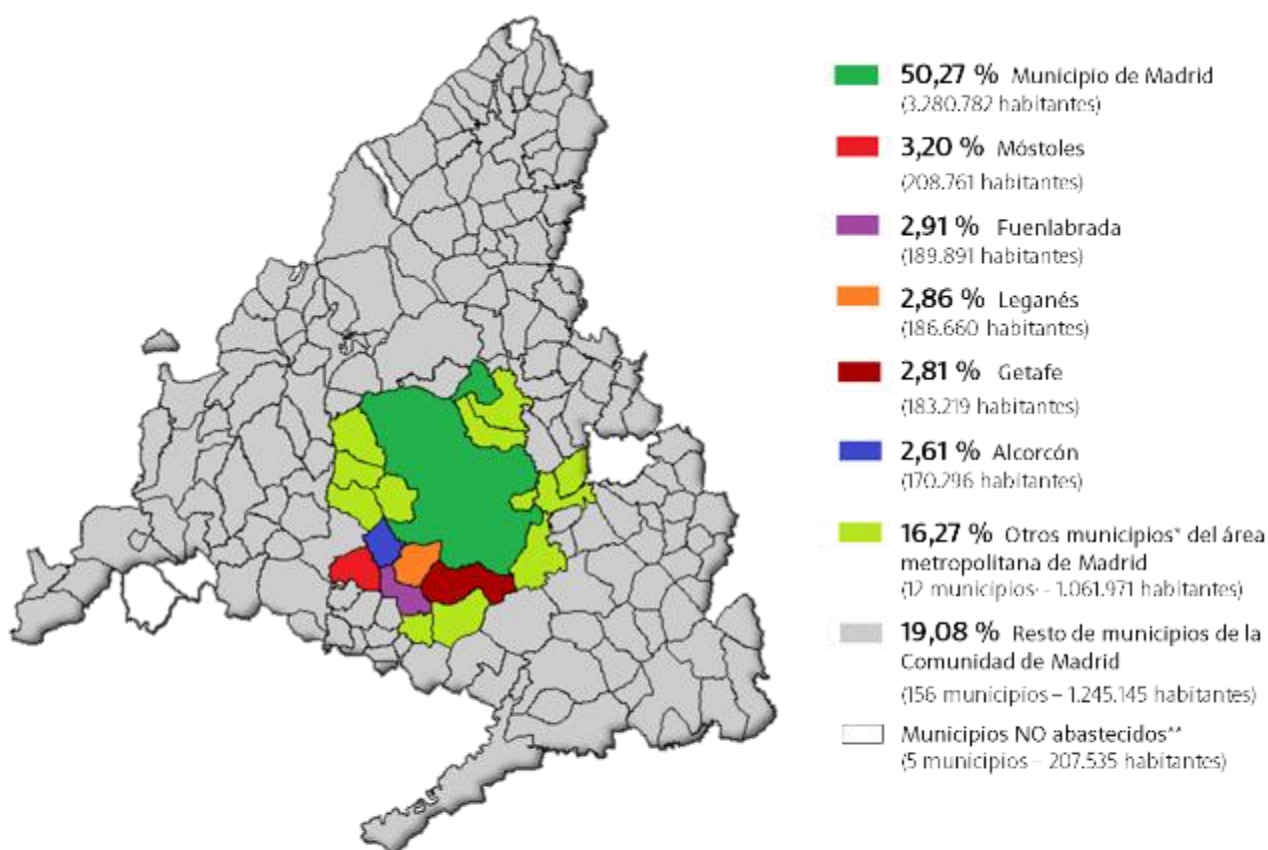 50,27 % Municipio de Madrid
(3.280.782 habitantes)
3,20 % Móstoles
(208.761 habitantes)
2,91 % Fuenlabrada
(189.891 habitantes)
2,86 % Leganés
(186.660 habitantes)
2,81 % Getafe
(183.219 habitantes)
2,61 % Alcorcón
(170.296 habitantes)
16,27 % Otros municipios* del área
metropolitana de Madrid
(12 municipios - 1.061.971 habitantes)
19,08 % Resto de municipios de la
Comunidad de Madrid
(156 municipios – 1.245.145 habitantes)
Municipios NO abastecidos**
(5 municipios – 207.535 habitantes)